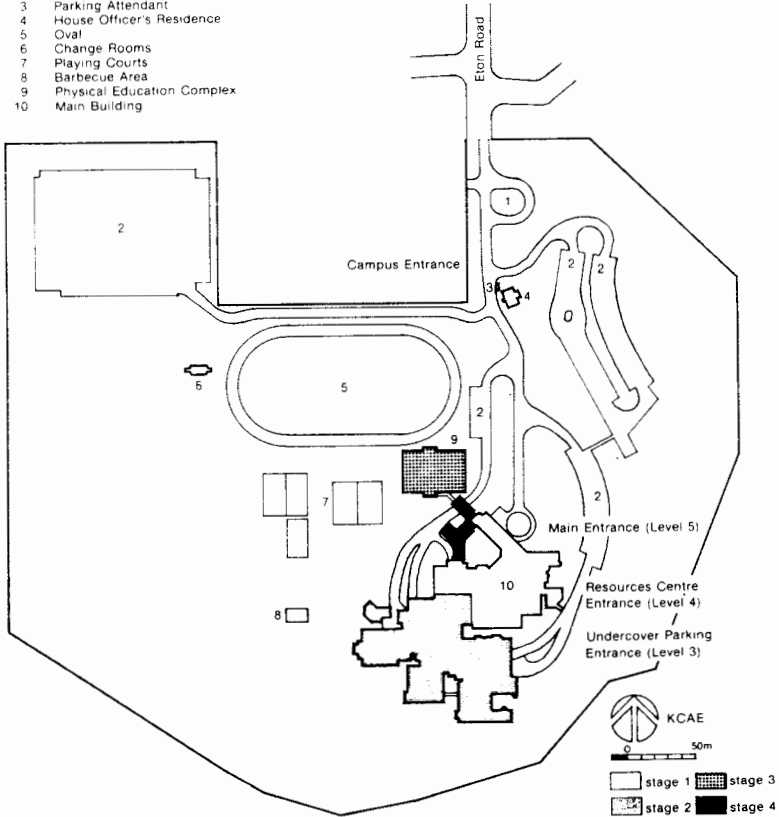 3 Parking Attendant
4 House Officer's Residence
5 Oval
6 Change Rooms
7 Playing Courts
8 Barbecue Area
9 Physical Education Complex
10 Main Building
Eton Road
1
2
Campus Entrance
3
4
2
2
6
5
2
9
7
2
Main Entrance (Level 5)
10
Resources Centre
Entrance (Level 4)
8
Undercover Parking
Entrance (Level 3)
KCAE
0
50m
stage 1
stage 3
stage 2
stage 4